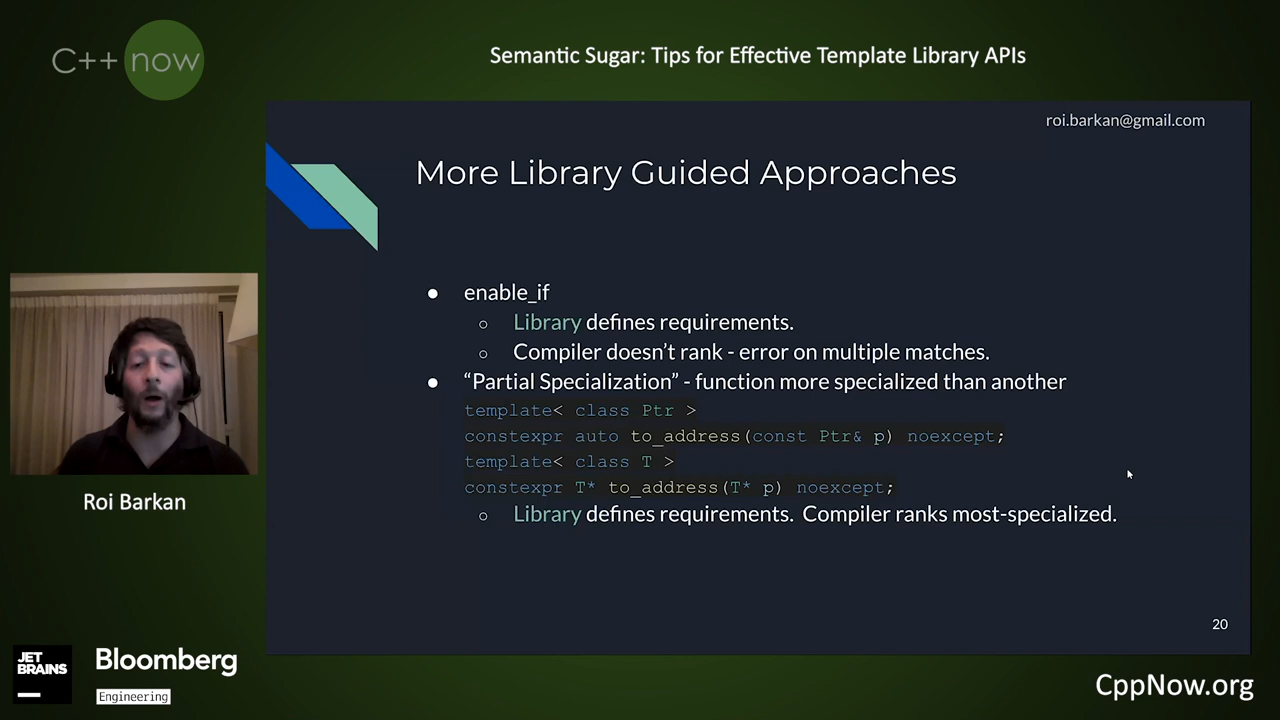 C++ now
Semantic Sugar: Tips for Effective Template Library APIs
roi.barkan@gmail.com
More Library Guided Approaches
● enable_if
○ Library defines requirements.
○ Compiler doesn’t rank - error on multiple matches.
● “Partial Specialization” - function more specialized than another
template< class Ptr >
constexpr auto to_address(const Ptr& p) noexcept;
template< class T >
constexpr T* to_address(T* p) noexcept;
○ Library defines requirements. Compiler ranks most-specialized.
20
Roi Barkan
JET
BRAINS
Bloomberg
Engineering
CppNow.org